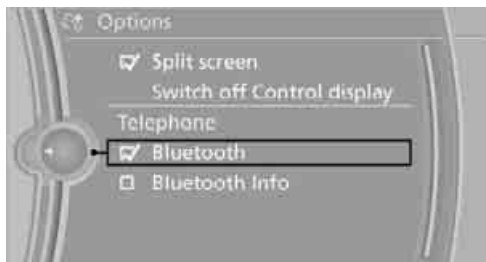 Options
Split screen
Switch off Control display
Telephone
Bluetooth
Bluetooth Info